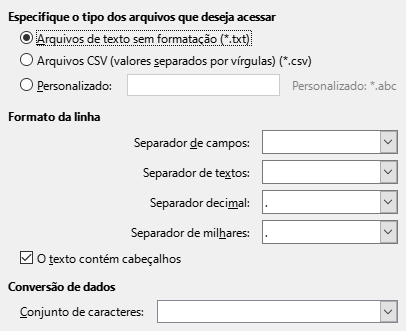 Especifique o tipo dos arquivos que deseja acessar
Arquivos de texto sem formatação (*.txt)
Arquivos CSV (valores separados por vírgulas) (*.csv)
Personalizado: Personalizado: *.abc
Formato da linha
Separador de campos:
Separador de textos:
Separador decimal: .
Separador de milhares: .
O texto contém cabeçalhos
Conversão de dados
Conjunto de caracteres: